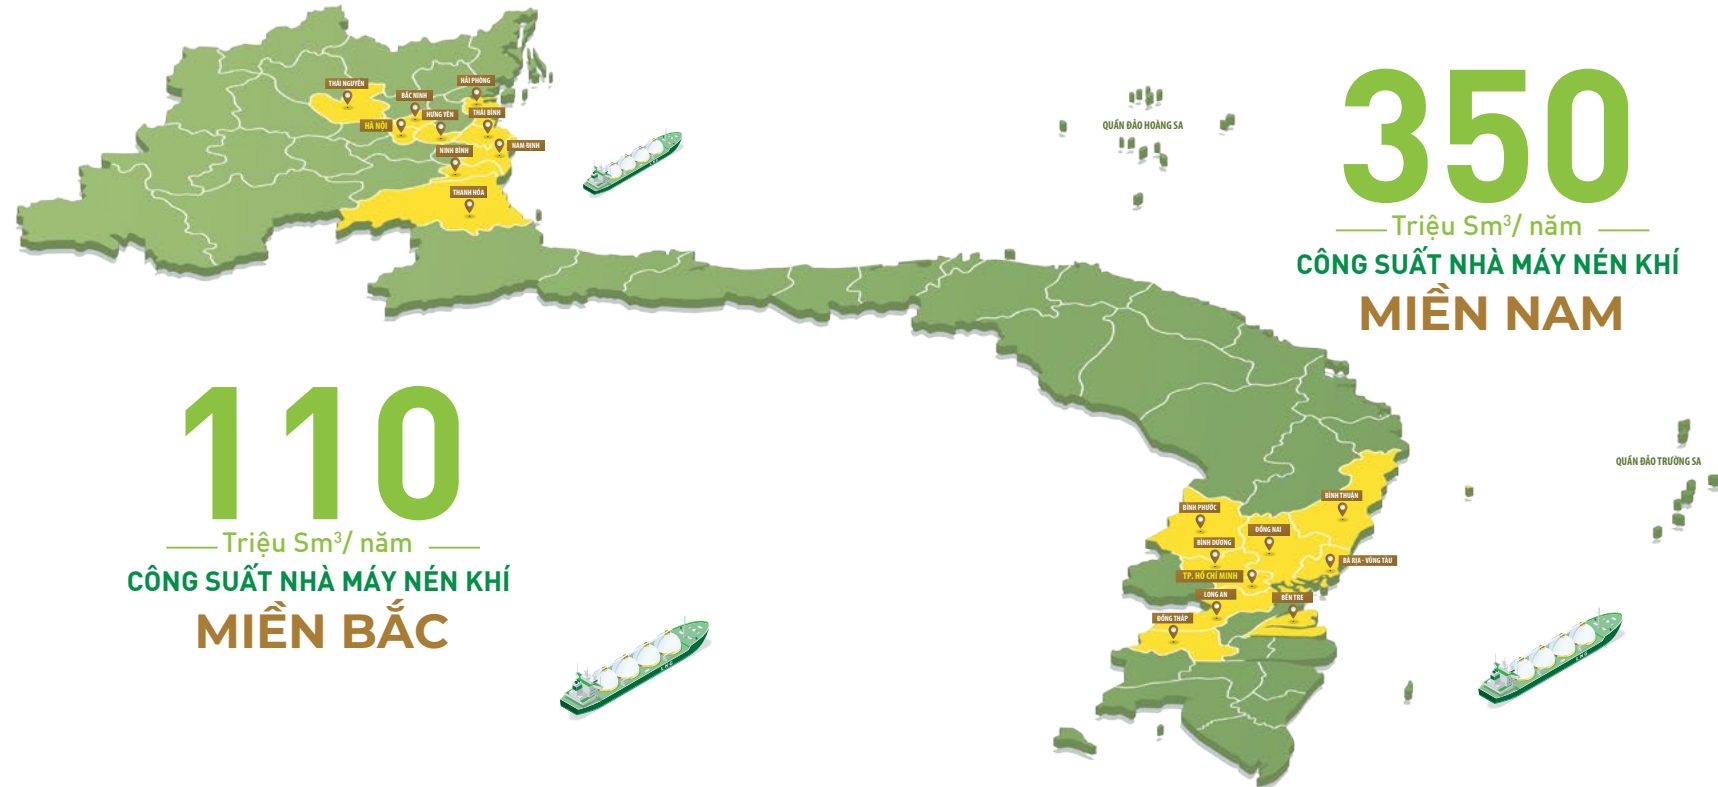 THÁI NGUYÊN
HẢI PHÒNG
BẮC NINH
HƯNG YÊN
THÁI BÌNH
HÀ NỘI
NINH BÌNH
NAM ĐỊNH
THANH HÓA
QUẦN ĐẢO HOÀNG SA
350
Triệu Sm³/ năm
CÔNG SUẤT NHÀ MÁY NÉN KHÍ
MIỀN NAM
110
Triệu Sm³/ năm
CÔNG SUẤT NHÀ MÁY NÉN KHÍ
MIỀN BẮC
QUẦN ĐẢO TRƯỜNG SA
BÌNH THUẬN
BÌNH PHƯỚC
ĐỒNG NAI
BÌNH DƯƠNG
BÀ RỊA - VŨNG TÀU
TP. HỒ CHÍ MINH
LONG AN
BẾN TRE
ĐỒNG THÁP
LNG
LNG
LNG